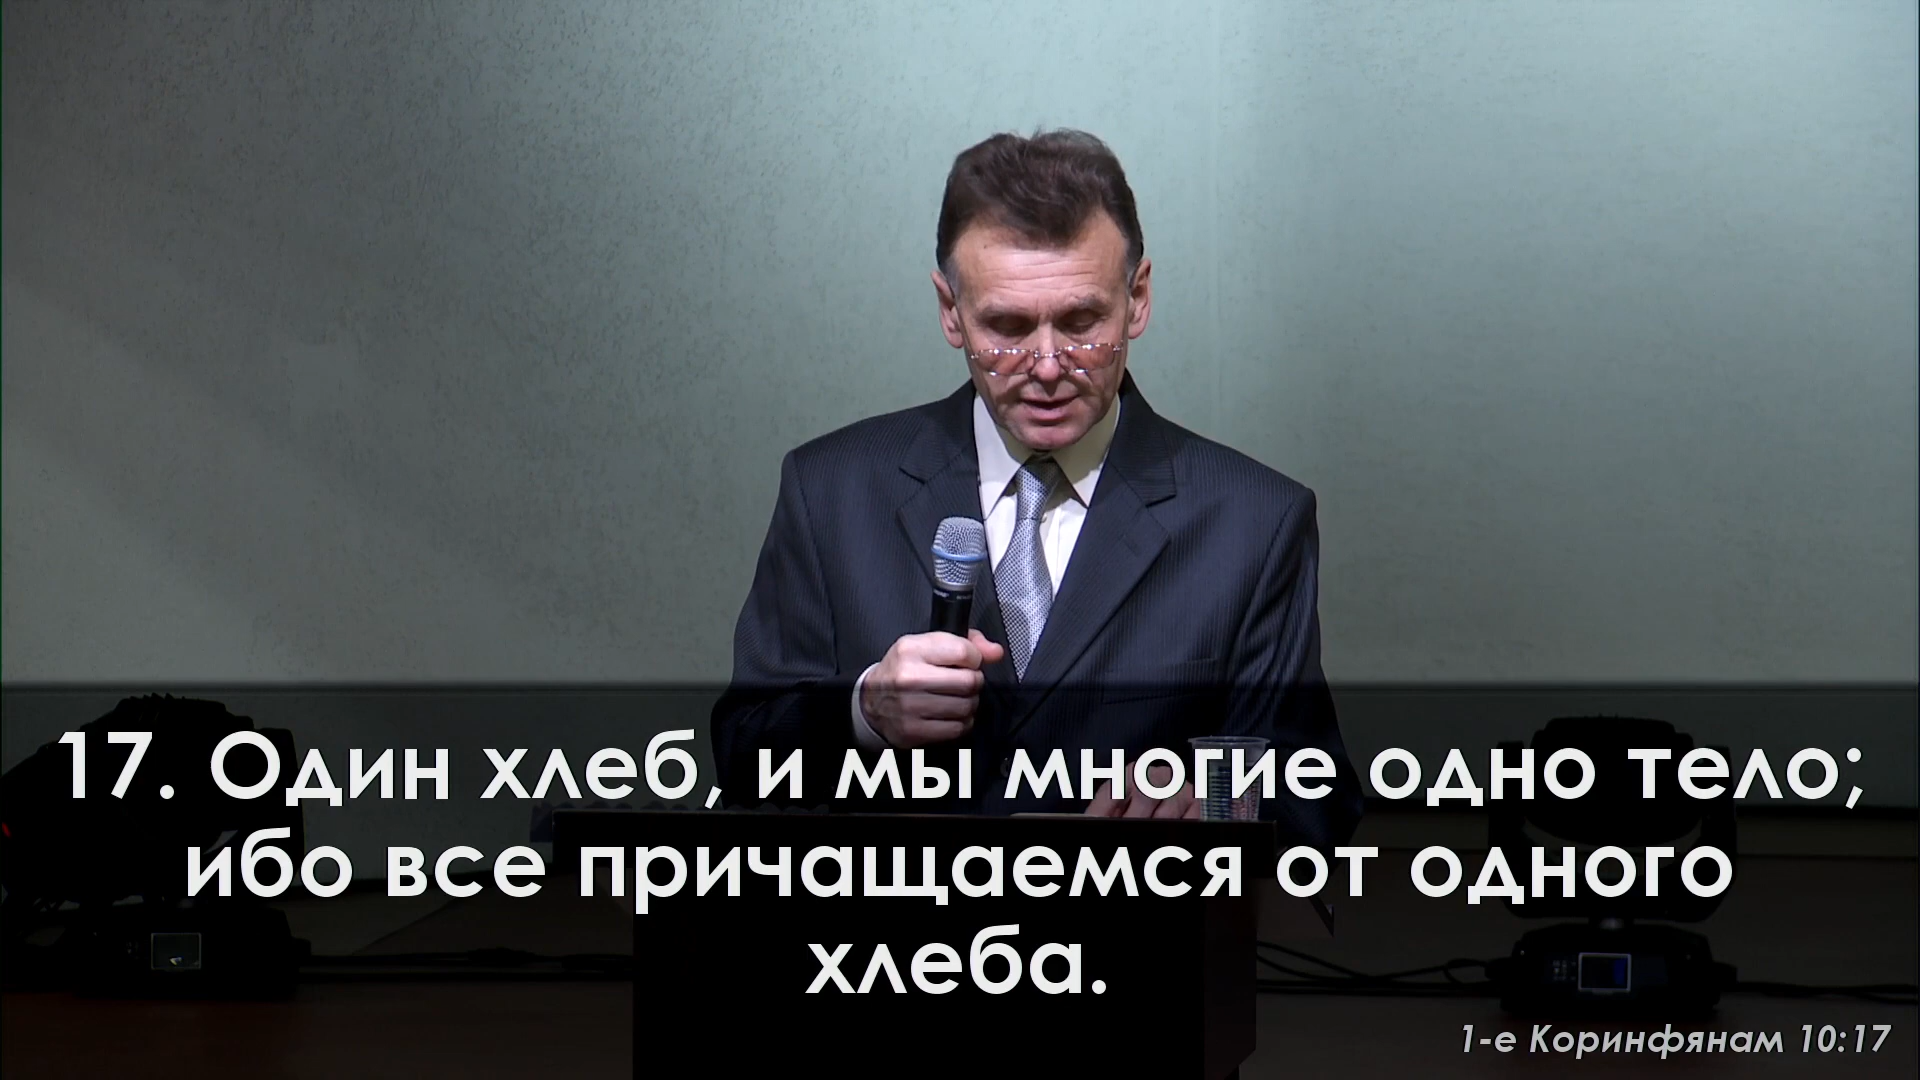 17. Один хлеб, и мы многие одно тело;
ибо все причащаемся от одного
хлеба.
1-е Коринфянам 10:17